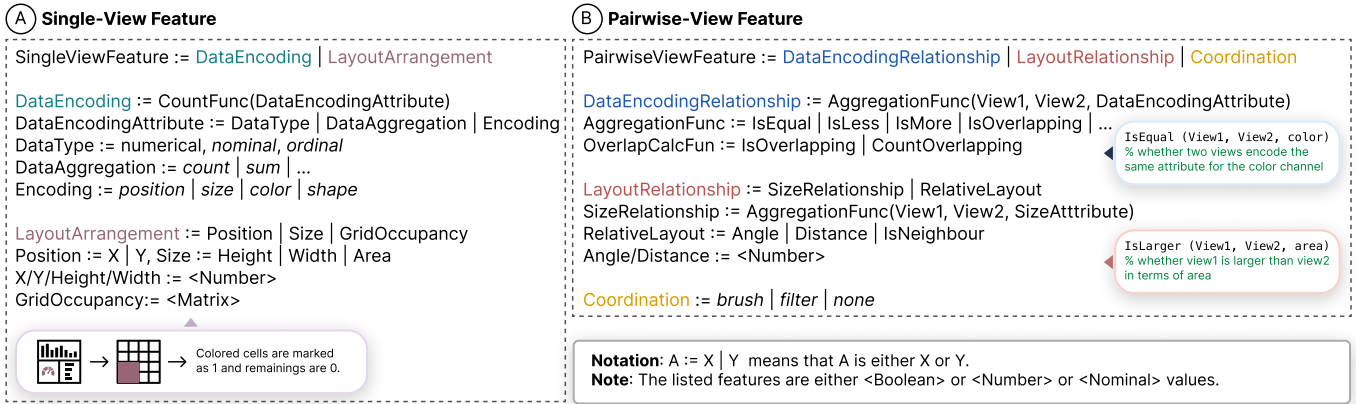 A Single-View Feature
SingleViewFeature := DataEncoding | LayoutArrangement
DataEncoding := CountFunc(DataEncodingAttribute)
DataEncodingAttribute := DataType | DataAggregation | Encoding
DataType := numerical, nominal, ordinal
DataAggregation := count | sum | ...
Encoding := position | size | color | shape
LayoutArrangement := Position | Size | GridOccupancy
Position := X | Y, Size := Height | Width | Area
X/Y/Height/Width := <Number>
GridOccupancy:= <Matrix>
Colored cells are marked
as 1 and remainings are 0.
B Pairwise-View Feature
PairwiseViewFeature := DataEncodingRelationship | LayoutRelationship | Coordination
DataEncodingRelationship := AggregationFunc(View1, View2, DataEncodingAttribute)
AggregationFunc := IsEqual | IsLess | IsMore | IsOverlapping | ...
OverlapCalcFun := IsOverlapping | CountOverlapping
IsEqual (View1, View2, color)
% whether two views encode the
same attribute for the color channel
LayoutRelationship := SizeRelationship | RelativeLayout
SizeRelationship := AggregationFunc(View1, View2, SizeAtttribute)
RelativeLayout := Angle | Distance | IsNeighbour
Angle/Distance := <Number>
IsLarger (View1, View2, area)
% whether view1 is larger than view2
in terms of area
Coordination := brush | filter | none
Notation: A := X | Y means that A is either X or Y.
Note: The listed features are either <Boolean> or <Number> or <Nominal> values.